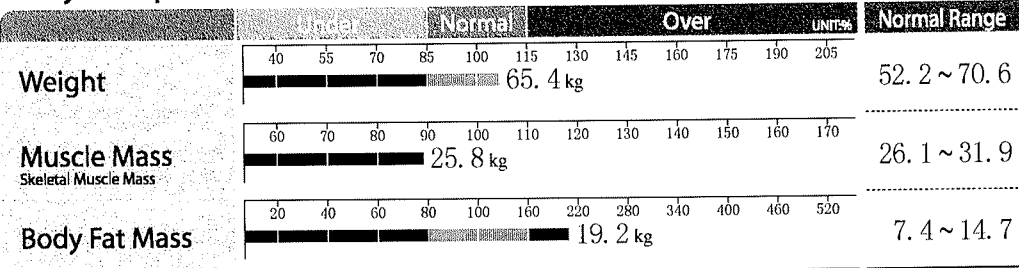 Under Normal Over UNIT:% Normal Range
40 55 70 85 100 115 130 145 160 175 190 205
Weight 65.4 kg 52.2~70.6
60 70 80 90 100 110 120 130 140 150 160 170
Muscle Mass 25.8 kg 26.1~31.9
Skeletal Muscle Mass
20 40 60 80 100 160 220 280 340 400 460 520
Body Fat Mass 19.2 kg 7.4~14.7